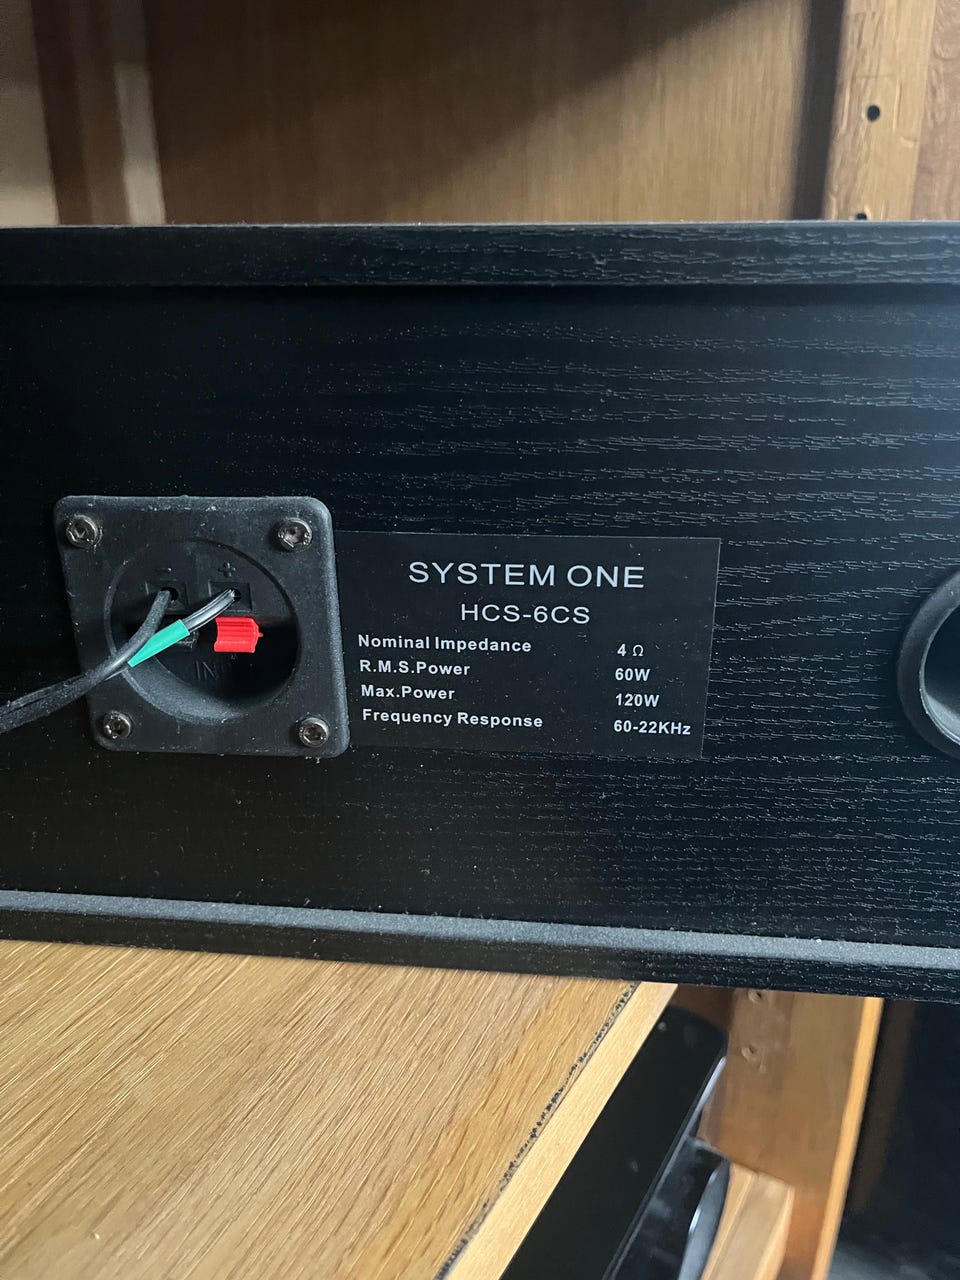 SYSTEM ONE
HCS-6CS
Nominal Impedance 4 Ω
R.M.S.Power 60W
Max.Power 120W
Frequency Response 60-22KHz
- +